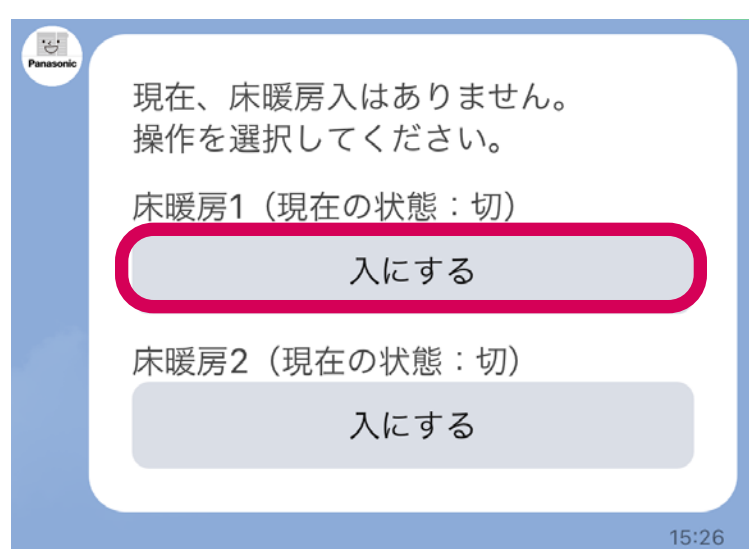 Panasonic
現在、床暖房入はありません。
操作を選択してください。
床暖房1（現在の状態：切）
入にする
床暖房2（現在の状態：切）
入にする
15:26